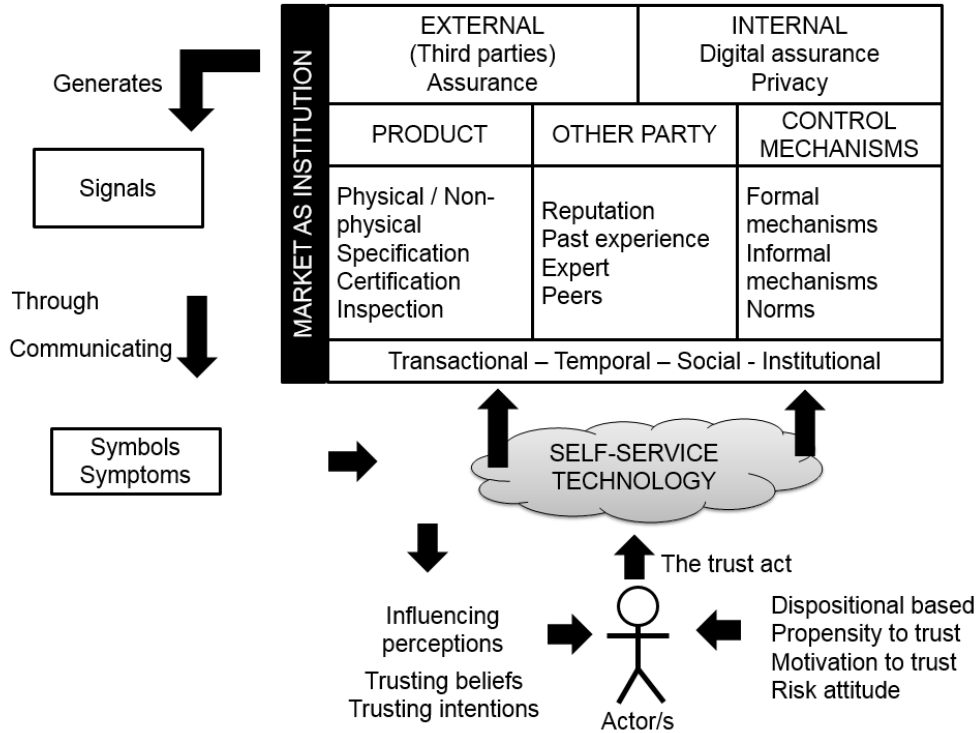 EXTERNAL
(Third parties)
Assurance
INTERNAL
Digital assurance
Privacy
Generates
MARKET AS INSTITUTION
PRODUCT
OTHER PARTY
CONTROL
MECHANISMS
Signals
Physical / Non-
physical
Specification
Certification
Inspection
Reputation
Past experience
Expert
Peers
Formal
mechanisms
Informal
mechanisms
Norms
Through
Communicating
Transactional – Temporal – Social - Institutional
Symbols
Symptoms
SELF-SERVICE
TECHNOLOGY
The trust act
Influencing
perceptions
Trusting beliefs
Trusting intentions
Dispositional based
Propensity to trust
Motivation to trust
Risk attitude
Actor/s